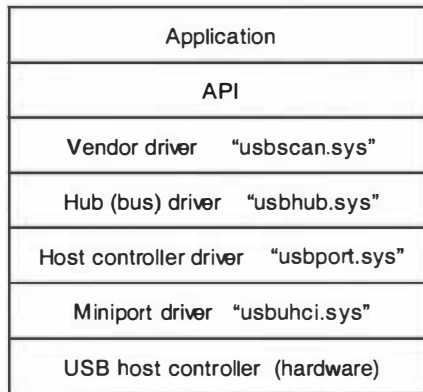 Application
API
Vendor driver "usbscan.sys"
Hub (bus) driver "usbhub.sys"
Host controller driver "usbport.sys"
Miniport driver "usbuhci.sys"
USB host controller (hardware)